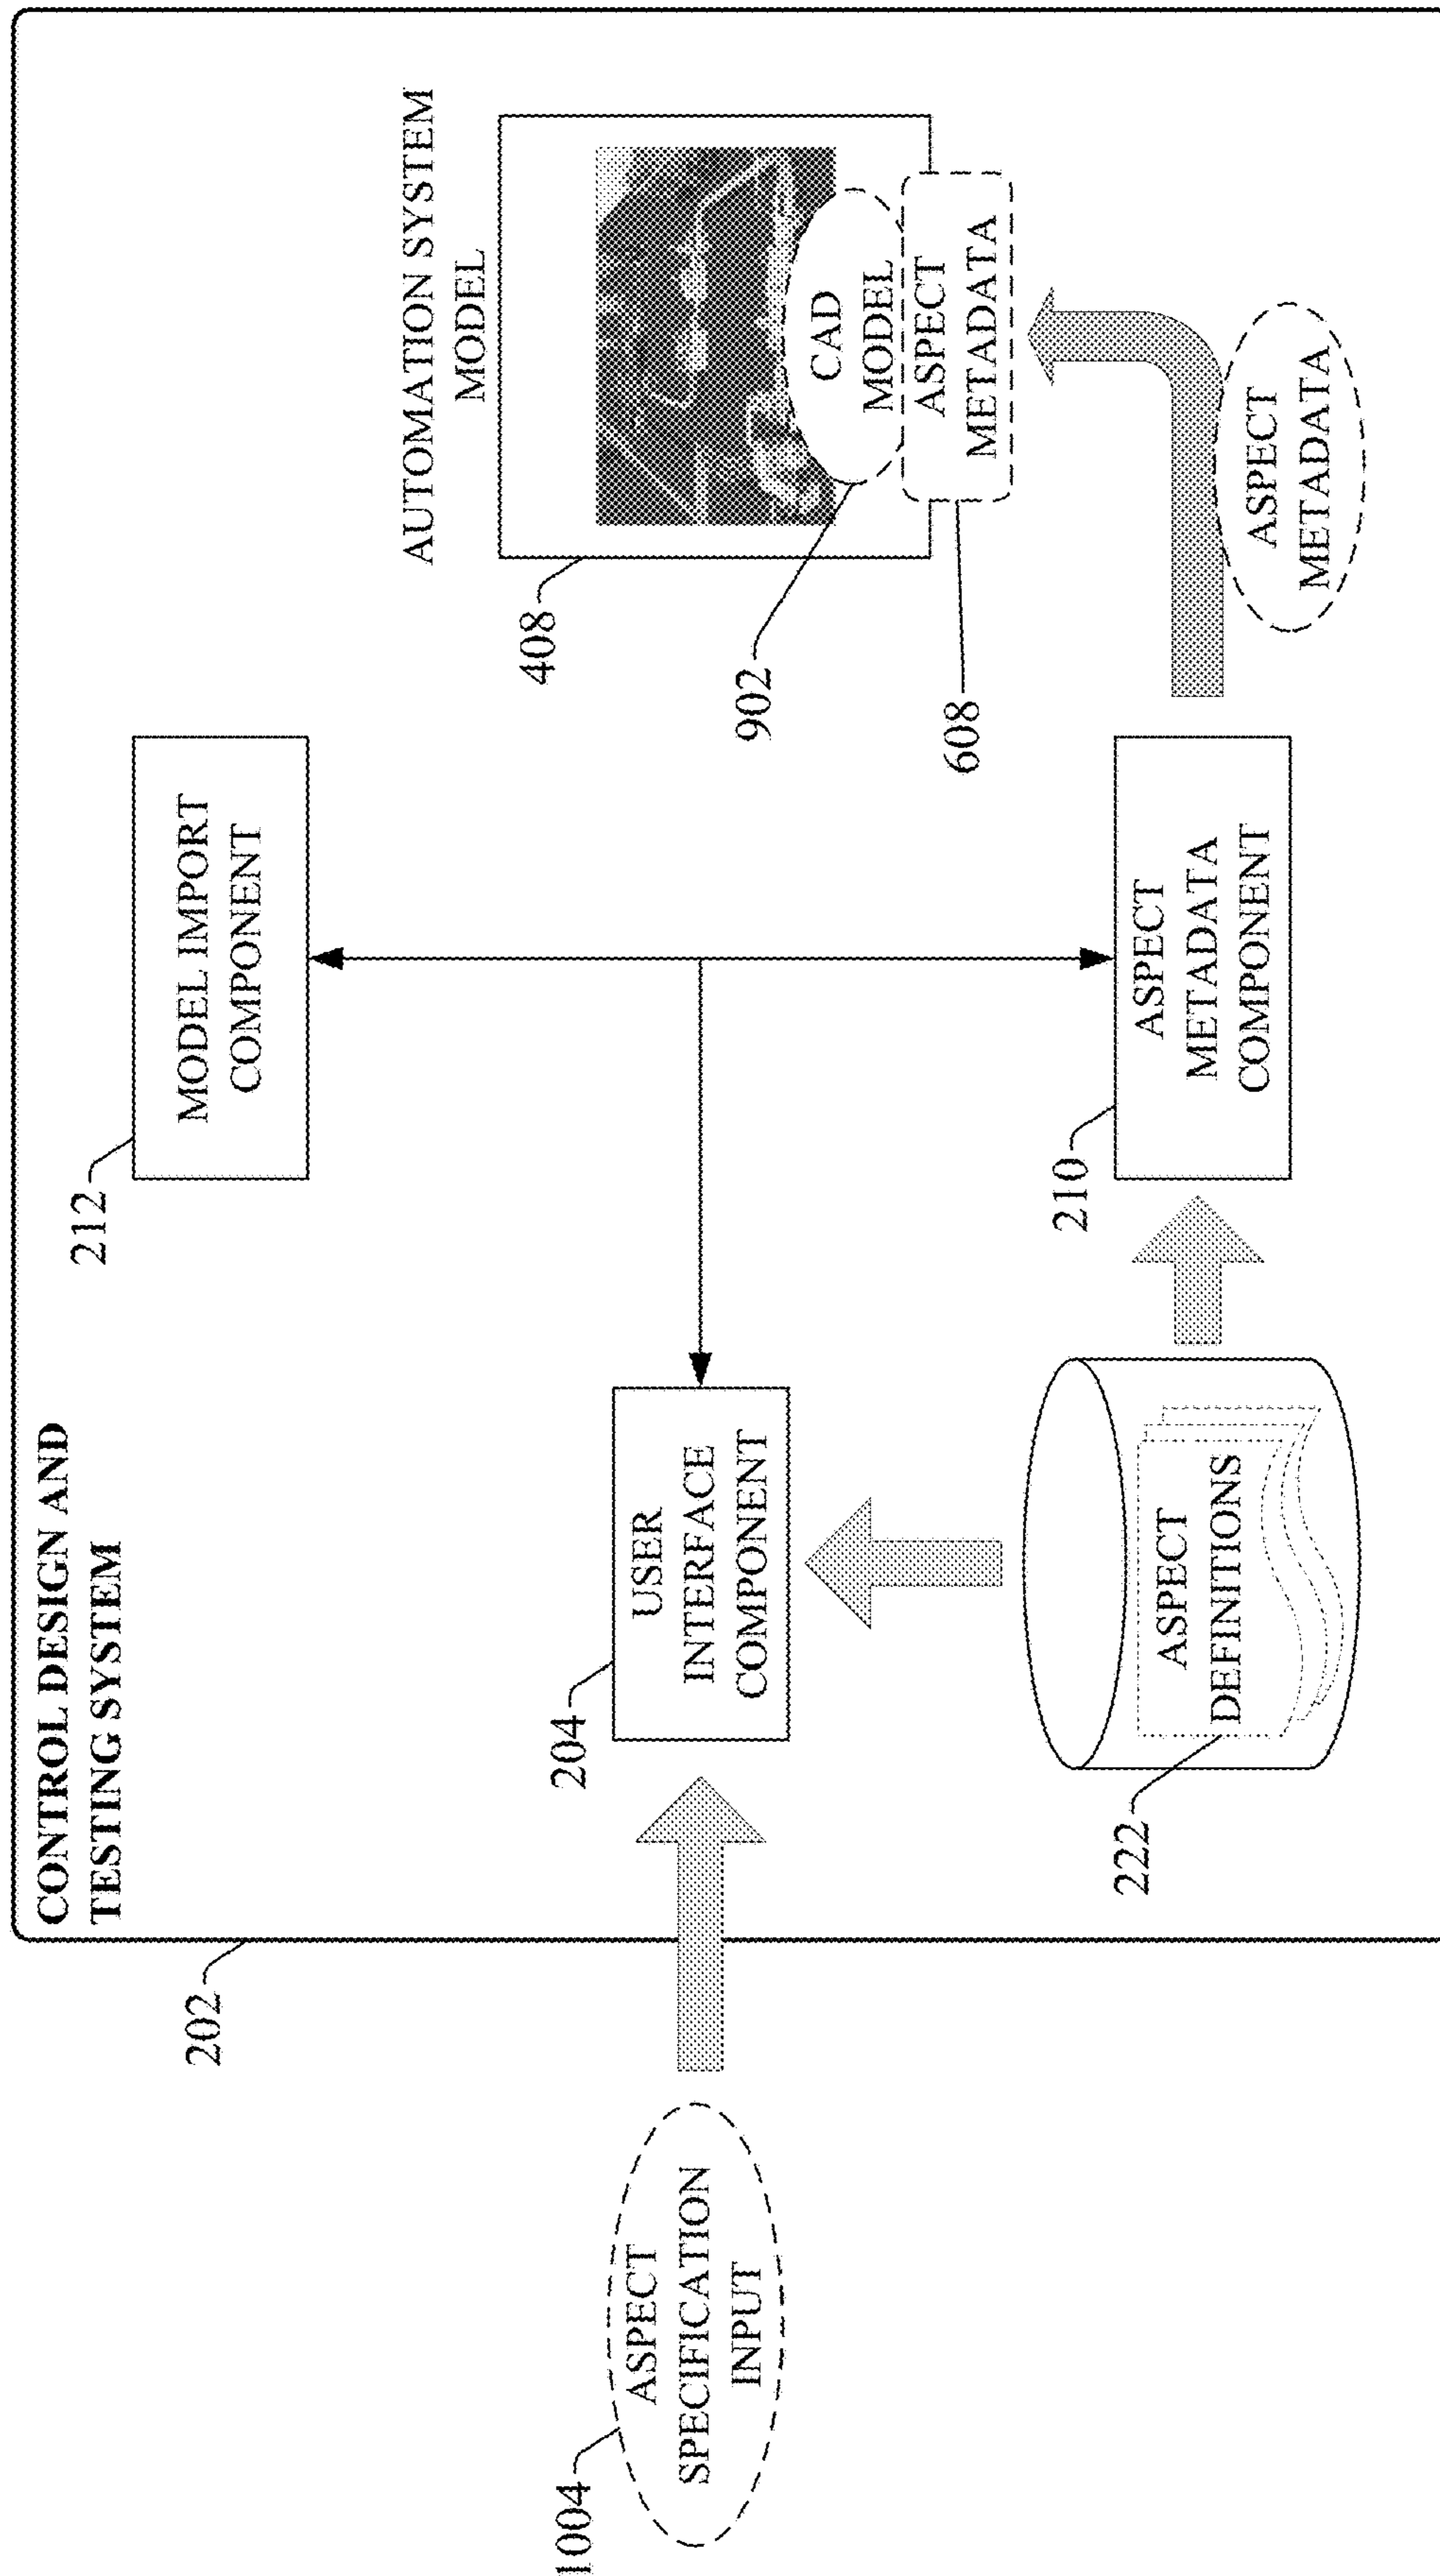 CONTROL DESIGN AND
TESTING SYSTEM
202
212
MODEL IMPORT
COMPONENT
AUTOMATION SYSTEM
MODEL
408
CAD
MODEL
902
ASPECT
METADATA
608
1004
ASPECT
SPECIFICATION
INPUT
204
USER
INTERFACE
COMPONENT
222
ASPECT
DEFINITIONS
210
ASPECT
METADATA
COMPONENT
ASPECT
METADATA